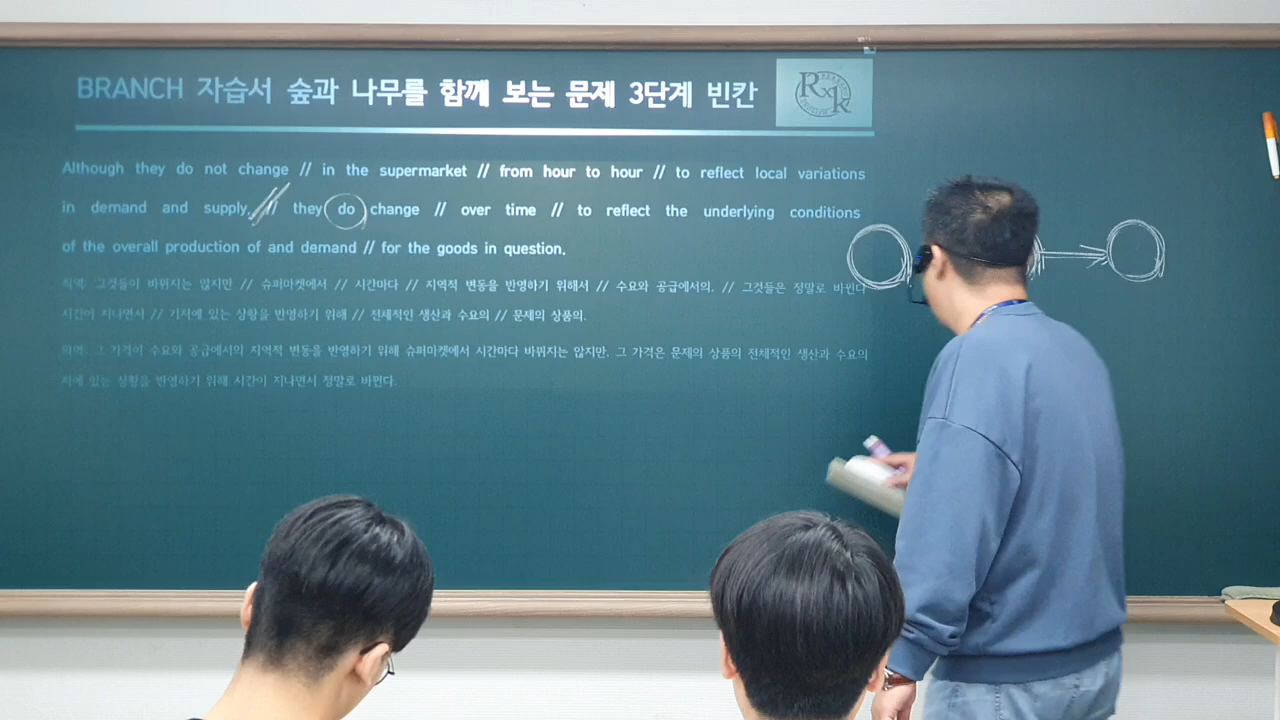 BRANCH 자습서 숲과 나무를 함께 보는 문제 3단계 빈칸
RxR
Although they do not change // in the supermarket // from hour to hour // to reflect local variations
in demand and supply, // they do change // over time // to reflect the underlying conditions
of the overall production of and demand // for the goods in question.
직역: 그것들이 바뀌지는 않지만 // 슈퍼마켓에서 // 시간마다 // 지역적 변동을 반영하기 위해서 // 수요와 공급에서의, // 그것들은 정말로 바뀐다
시간이 지나면서 // 기저에 있는 상황을 반영하기 위해 // 전체적인 생산과 수요의 // 문제의 상품의.
의역: 그 가격이 수요와 공급에서의 지역적 변동을 반영하기 위해 슈퍼마켓에서 시간마다 바뀌지는 않지만, 그 가격은 문제의 상품의 전체적인 생산과 수요의
저에 있는 상황을 반영하기 위해 시간이 지나면서 정말로 바뀐다.